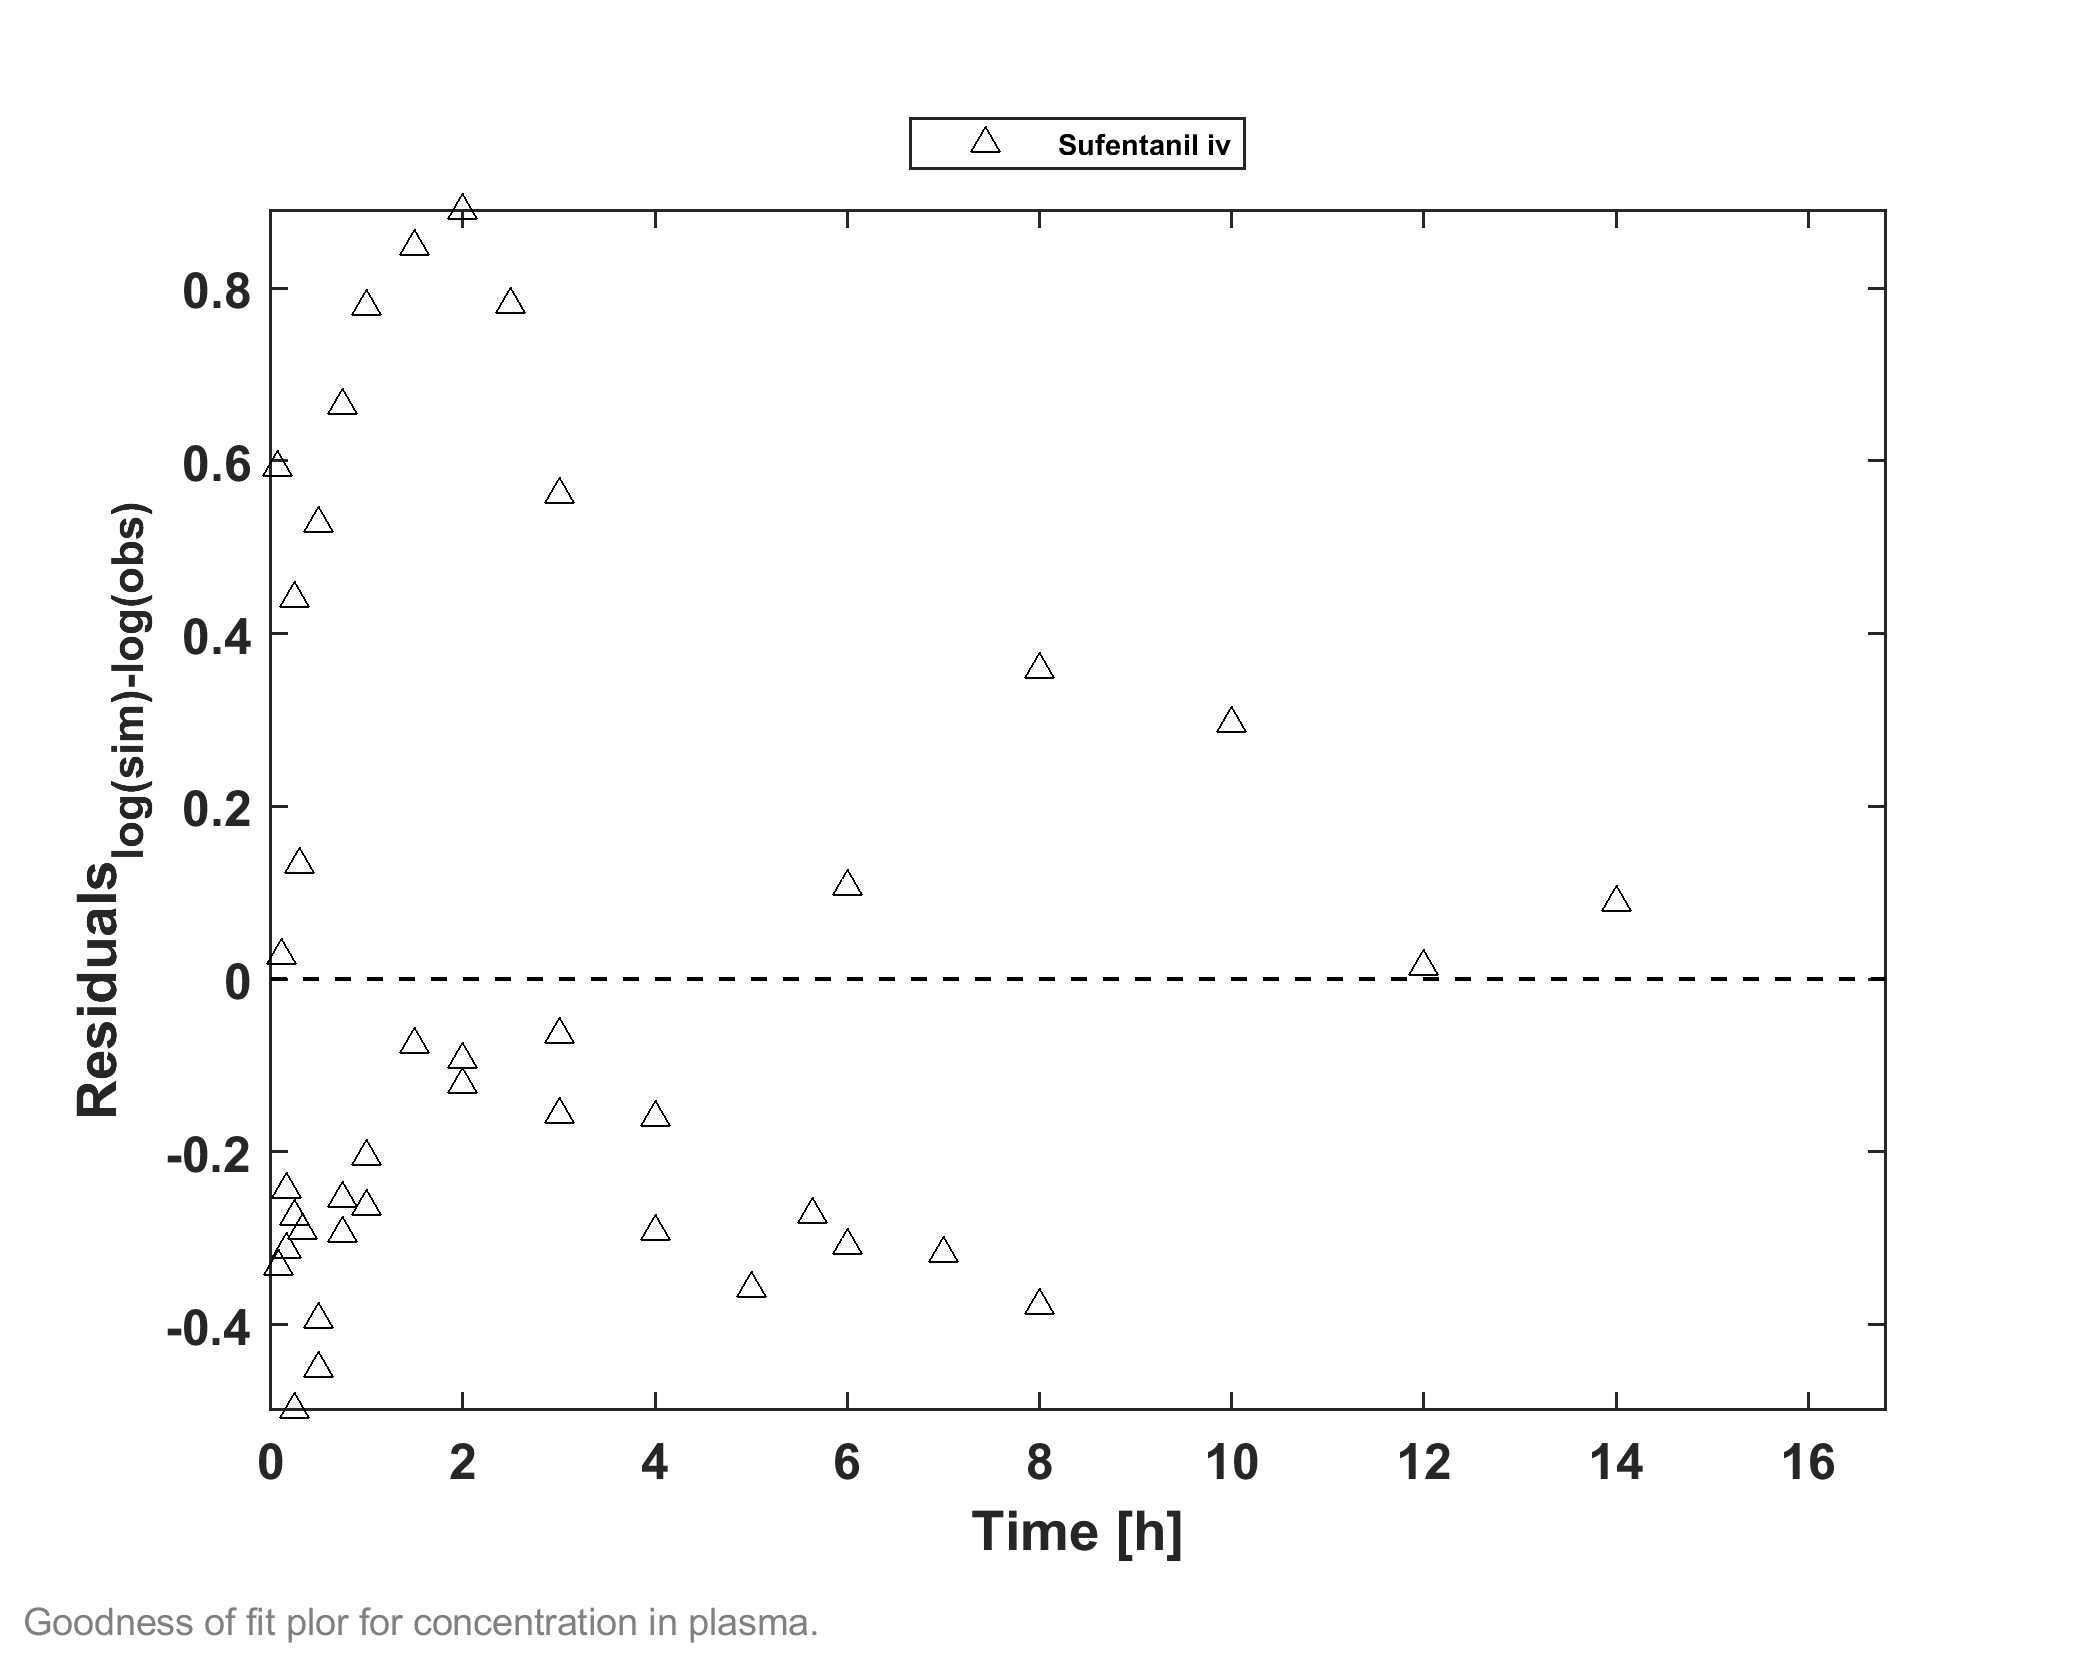 Sufentanil iv
Residuals log(sim)-log(obs)
0.8
0.6
0.4
0.2
0
-0.2
-0.4
0 2 4 6 8 10 12 14 16
Time [h]
Goodness of fit plor for concentration in plasma.